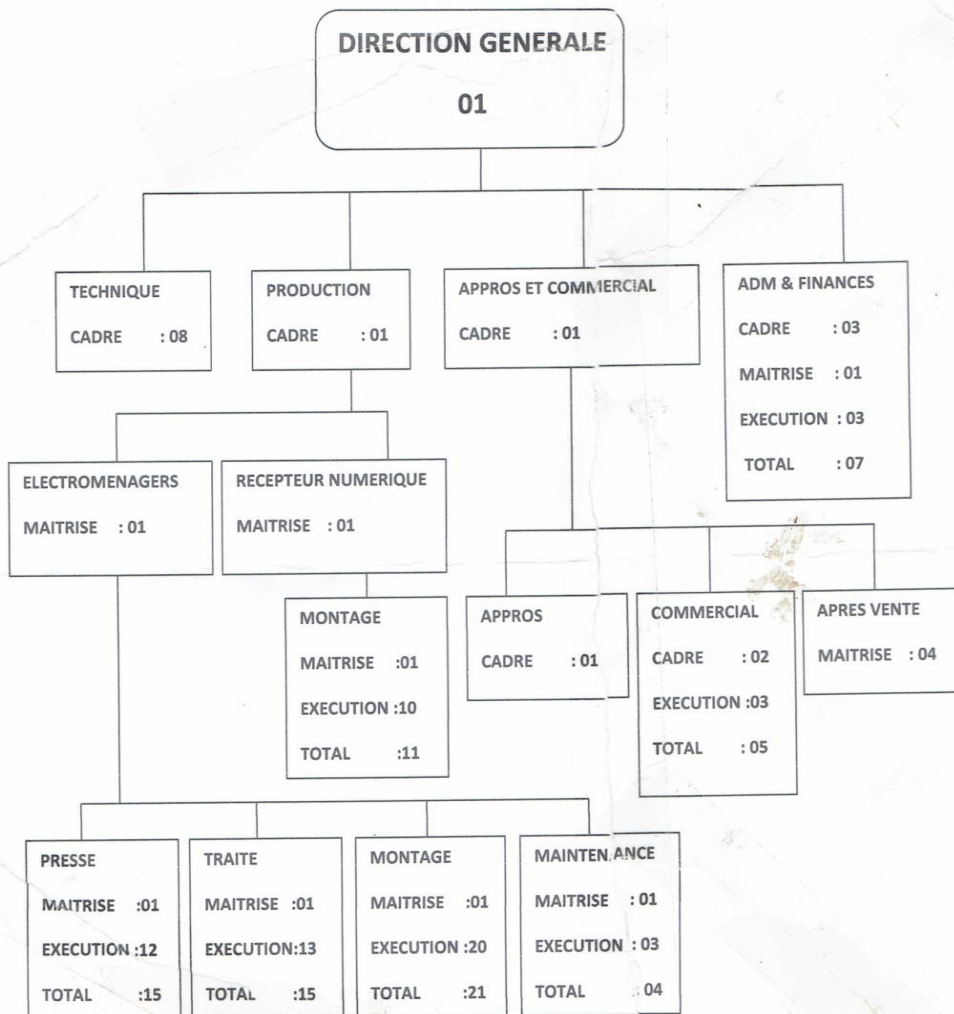 DIRECTION GENERALE
01
TECHNIQUE
CADRE : 08
PRODUCTION
CADRE : 01
APPROS ET COMMERCIAL
CADRE : 01
ADM & FINANCES
CADRE : 03
MAITRISE : 01
EXECUTION : 03
TOTAL : 07
ELECTROMENAGERS
MAITRISE : 01
RECEPTEUR NUMERIQUE
MAITRISE : 01
MONTAGE
MAITRISE :01
EXECUTION :10
TOTAL :11
APPROS
CADRE : 01
COMMERCIAL
CADRE : 02
EXECUTION :03
TOTAL : 05
APRES VENTE
MAITRISE : 04
PRESSE
MAITRISE :01
EXECUTION :12
TOTAL :15
TRAITE
MAITRISE :01
EXECUTION:13
TOTAL :15
MONTAGE
MAITRISE :01
EXECUTION :20
TOTAL :21
MAINTENANCE
MAITRISE : 01
EXECUTION : 03
TOTAL : 04